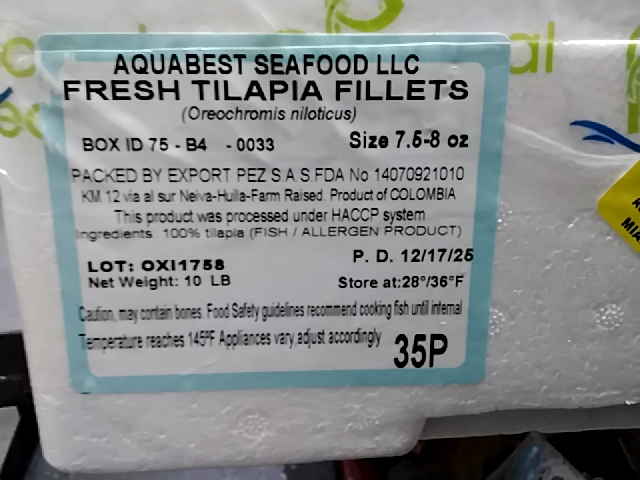 AQUABEST SEAFOOD LLC
FRESH TILAPIA FILLETS
(Oreochromis niloticus)
BOX ID 75 - B4 - 0033 Size 7.5-8 oz
PACKED BY EXPORT PEZ S A S.FDA No 14070921010
KM 12 via al sur Neiva-Huila-Farm Raised. Product of COLOMBIA
This product was processed under HACCP system
Ingredients 100% tilapia (FISH / ALLERGEN PRODUCT)
LOT: OXI1758 P. D. 12/17/25
Net Weight: 10 LB Store at:28°/36°F
Caution, may contain bones. Food Safety guidelines recommend cooking fish until internal
Temperature reaches 145ºF Appliances vary,adjust accordingly
35P
al
MIA